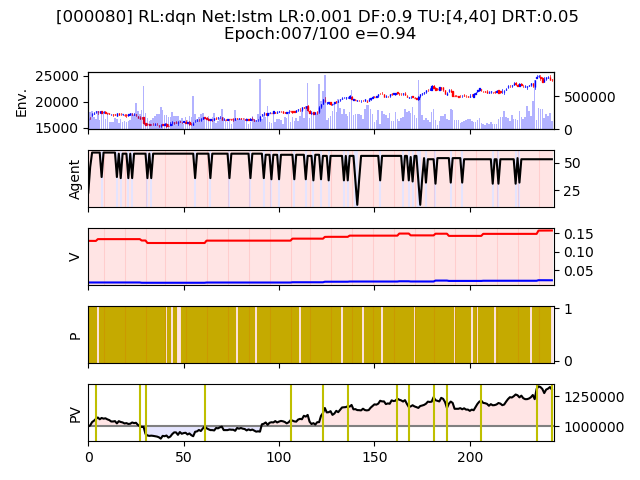 [000080] RL:dqn Net:lstm LR:0.001 DF:0.9 TU:[4,40] DRT:0.05
Epoch:007/100 e=0.94
Env.
25000
20000
15000
500000
0
Agent
50
25
V
0.15
0.10
0.05
P
1
0
PV
1250000
1000000
0 50 100 150 200